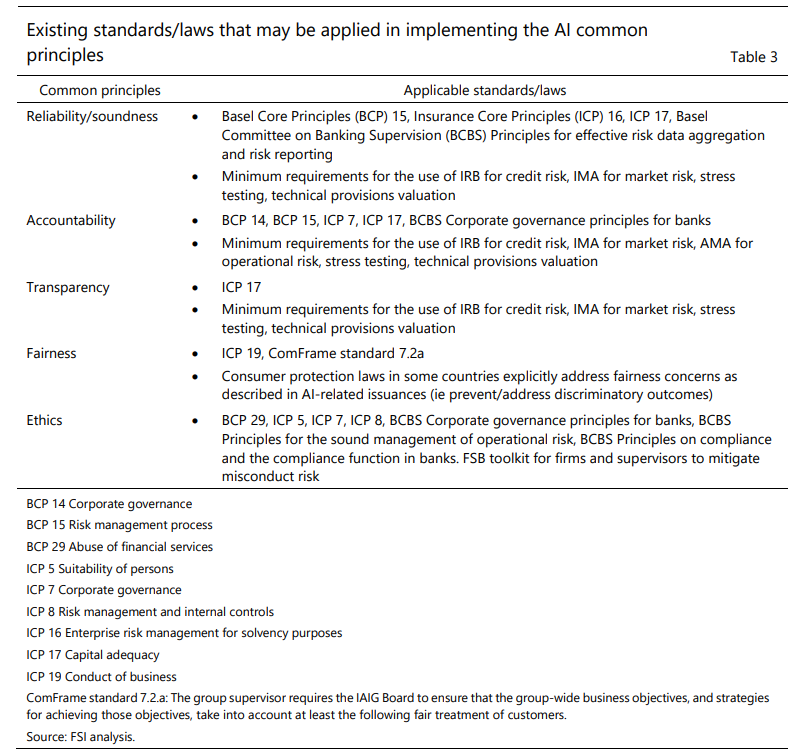 Existing standards/laws that may be applied in implementing the AI common
principles
Table 3
Common principles
Applicable standards/laws
Reliability/soundness
• Basel Core Principles (BCP) 15, Insurance Core Principles (ICP) 16, ICP 17, Basel
Committee on Banking Supervision (BCBS) Principles for effective risk data aggregation
and risk reporting
• Minimum requirements for the use of IRB for credit risk, IMA for market risk, stress
testing, technical provisions valuation
Accountability
• BCP 14, BCP 15, ICP 7, ICP 17, BCBS Corporate governance principles for banks
• Minimum requirements for the use of IRB for credit risk, IMA for market risk, AMA for
operational risk, stress testing, technical provisions valuation
Transparency
• ICP 17
• Minimum requirements for the use of IRB for credit risk, IMA for market risk, stress
testing, technical provisions valuation
Fairness
• ICP 19, ComFrame standard 7.2a
• Consumer protection laws in some countries explicitly address fairness concerns as
described in AI-related issuances (ie prevent/address discriminatory outcomes)
Ethics
• BCP 29, ICP 5, ICP 7, ICP 8, BCBS Corporate governance principles for banks, BCBS
Principles for the sound management of operational risk, BCBS Principles on compliance
and the compliance function in banks. FSB toolkit for firms and supervisors to mitigate
misconduct risk
BCP 14 Corporate governance
BCP 15 Risk management process
BCP 29 Abuse of financial services
ICP 5 Suitability of persons
ICP 7 Corporate governance
ICP 8 Risk management and internal controls
ICP 16 Enterprise risk management for solvency purposes
ICP 17 Capital adequacy
ICP 19 Conduct of business
ComFrame standard 7.2.a: The group supervisor requires the IAIG Board to ensure that the group-wide business objectives, and strategies
for achieving those objectives, take into account at least the following fair treatment of customers.
Source: FSI analysis.